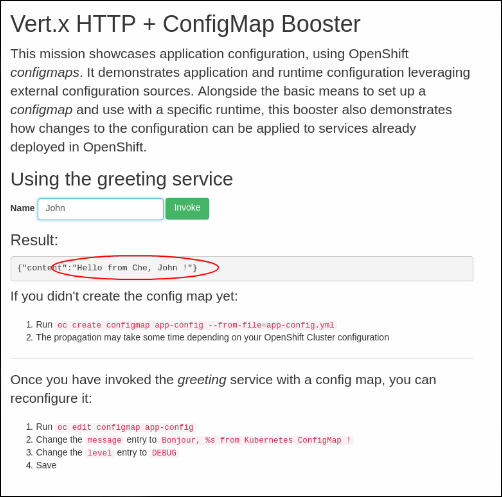 Vert.x HTTP + ConfigMap Booster
This mission showcases application configuration, using OpenShift
configmaps. It demonstrates application and runtime configuration leveraging
external configuration sources. Alongside the basic means to set up a
configmap and use with a specific runtime, this booster also demonstrates
how changes to the configuration can be applied to services already
deployed in OpenShift.
Using the greeting service
Name John Invoke
Result:
{"content":"Hello from Che, John !"}
If you didn't create the config map yet:
1. Run oc create configmap app-config --from-file=app-config.yml
2. The propagation may take some time depending on your OpenShift Cluster configuration
Once you have invoked the greeting service with a config map, you can
reconfigure it:
1. Run oc edit configmap app-config
2. Change the message entry to Bonjour, %s from Kubernetes ConfigMap !
3. Change the level entry to DEBUG
4. Save